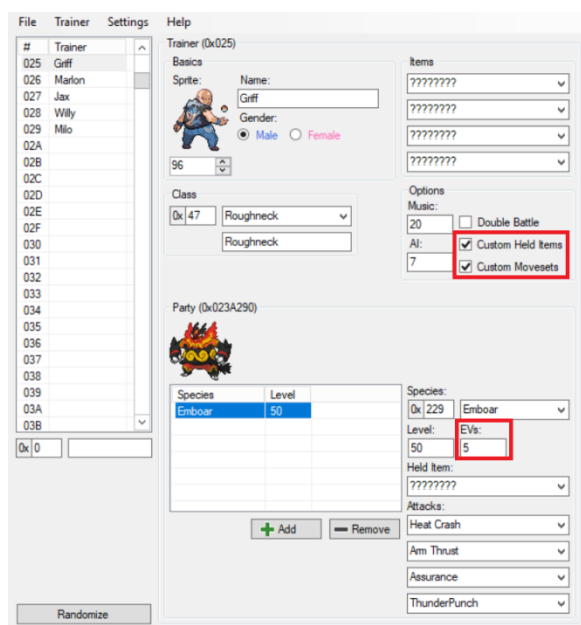 File Trainer Settings Help
# Trainer
025 Griff
026 Marlon
027 Jax
028 Willy
029 Milo
02A
02B
02C
02D
02E
02F
030
031
032
033
034
035
036
037
038
039
03A
03B
0x 0
Randomize
Trainer (0x025)
Basics
Sprite:
96
Name:
Griff
Gender:
Male Female
Class
0x 47 Roughneck
Roughneck
Items
????????
????????
????????
????????
Options
Music:
20 Double Battle
AI: Custom Held Items
7 Custom Movesets
Party (0x023A290)
Species Level
Emboar 50
Add Remove
Species:
0x 229 Emboar
Level: EVs:
50 5
Held Item:
????????
Attacks:
Heat Crash
Arm Thrust
Assurance
ThunderPunch